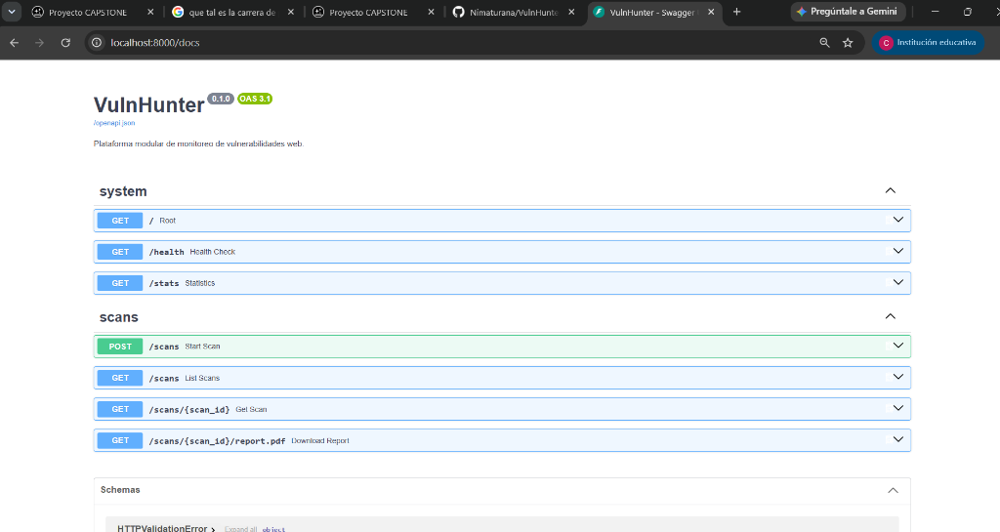 Proyecto CAPSTONE
que tal es la carrera de
Proyecto CAPSTONE
Nimaturana/VulnHunte
VulnHunter - Swagger
Pregúntale a Gemini
localhost:8000/docs
C
Institución educativa
VulnHunter 0.1.0 OAS 3.1
/openapi.json
Plataforma modular de monitoreo de vulnerabilidades web.
system
GET / Root
GET /health Health Check
GET /stats Statistics
scans
POST /scans Start Scan
GET /scans List Scans
GET /scans/{scan_id} Get Scan
GET /scans/{scan_id}/report.pdf Download Report
Schemas
HTTPValidationError Expand all object